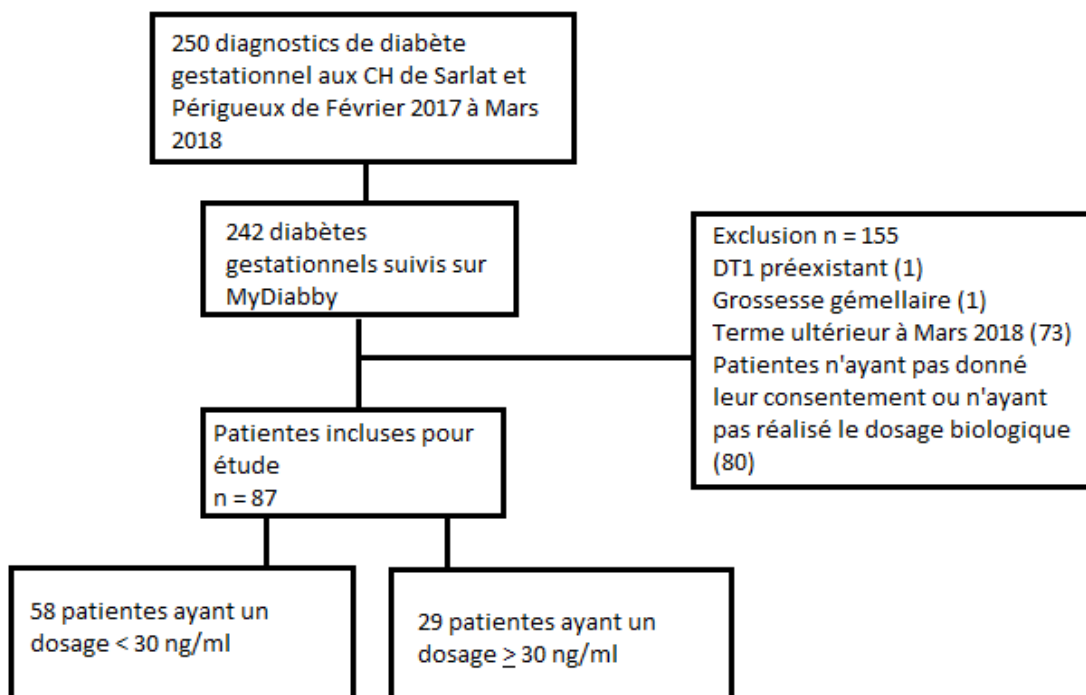 250 diagnostics de diabète
gestationnel aux CH de Sarlat et
Périgueux de Février 2017 à Mars
2018
242 diabètes
gestationnels suivis sur
MyDiabby
Exclusion n = 155
DT1 préexistant (1)
Grossesse gémellaire (1)
Terme ultérieur à Mars 2018 (73)
Patientes n'ayant pas donné
leur consentement ou n'ayant
pas réalisé le dosage biologique
(80)
Patientes incluses pour
étude
n = 87
58 patientes ayant un
dosage < 30 ng/ml
29 patientes ayant un
dosage ≥ 30 ng/ml